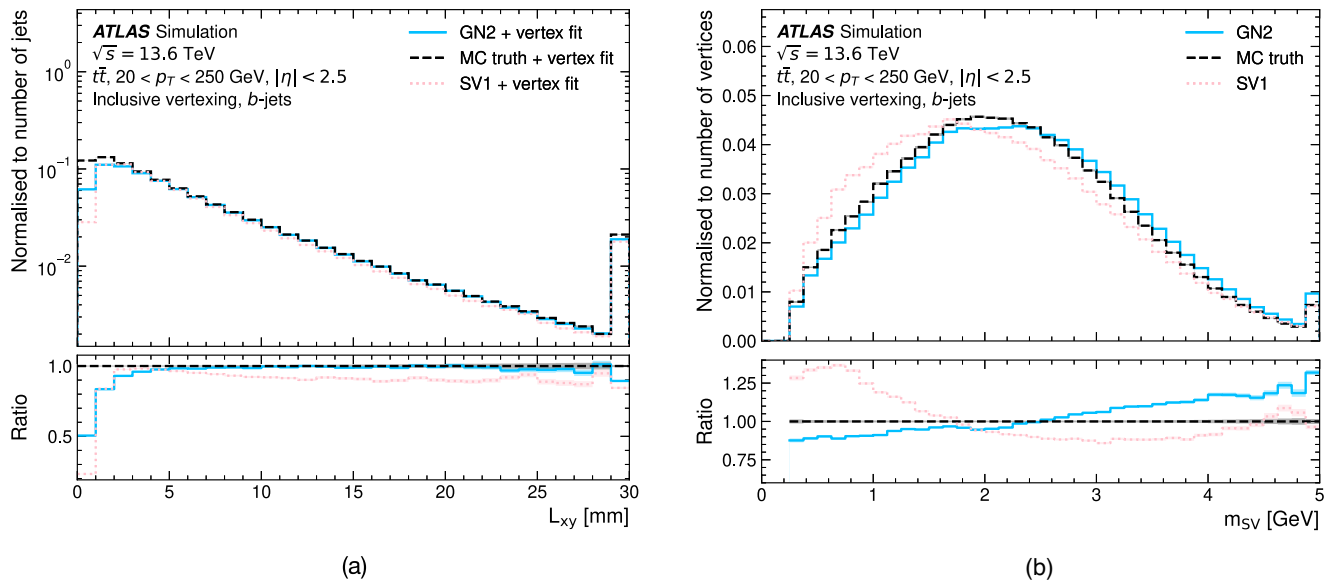 ATLAS Simulation
√s = 13.6 TeV
tt̄, 20 < p_T < 250 GeV, |η| < 2.5
Inclusive vertexing, b-jets
GN2 + vertex fit
MC truth + vertex fit
SV1 + vertex fit
Normalised to number of jets
10⁰
10⁻¹
10⁻²
Ratio
1.0
0.5
0 5 10 15 20 25 30
L_xy [mm]
(a)
ATLAS Simulation
√s = 13.6 TeV
tt̄, 20 < p_T < 250 GeV, |η| < 2.5
Inclusive vertexing, b-jets
GN2
MC truth
SV1
Normalised to number of vertices
0.06
0.05
0.04
0.03
0.02
0.01
0.00
Ratio
1.25
1.00
0.75
0 1 2 3 4 5
m_SV [GeV]
(b)